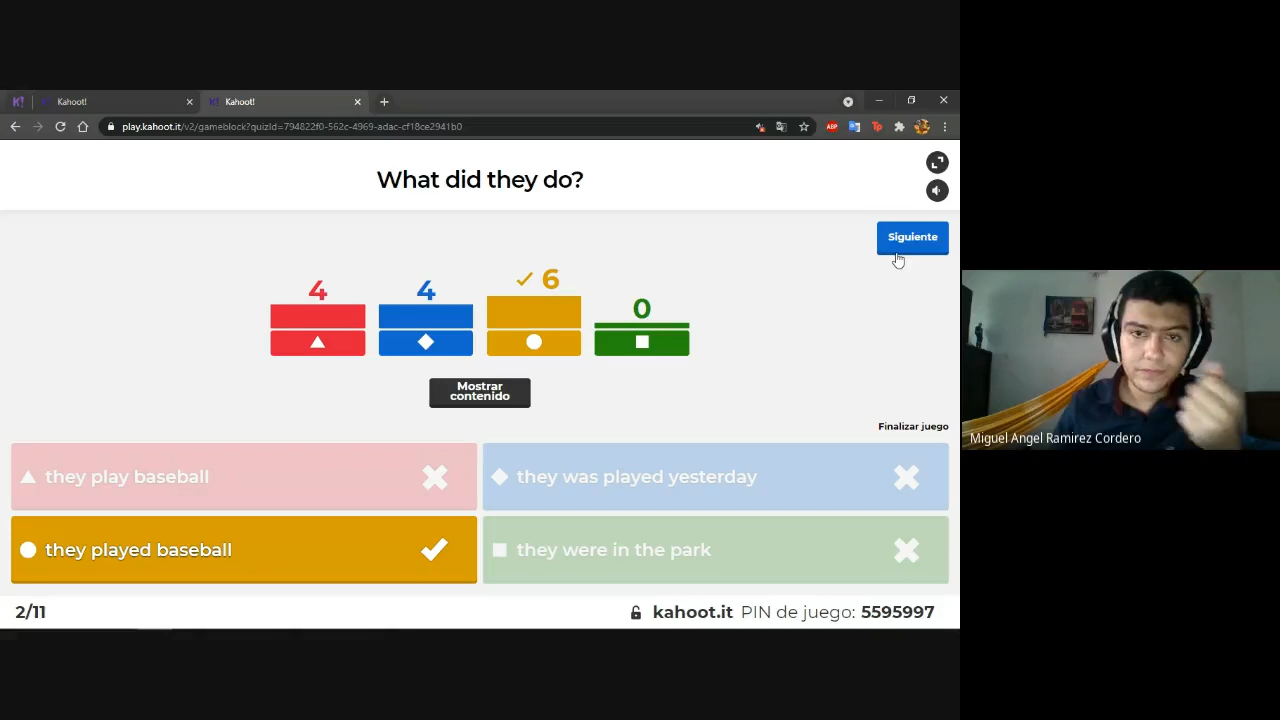 K! Kahoot!
K! Kahoot!
play.kahoot.it/v2/gameblock?quizId=794822f0-562c-4969-adac-cf18ce2941b0
ABP
What did they do?
Siguiente
4
4
6
0
Mostrar
contenido
Finalizar juego
they play baseball
they was played yesterday
they played baseball
they were in the park
2/11
kahoot.it PIN de juego: 5595997
Miguel Angel Ramirez Cordero